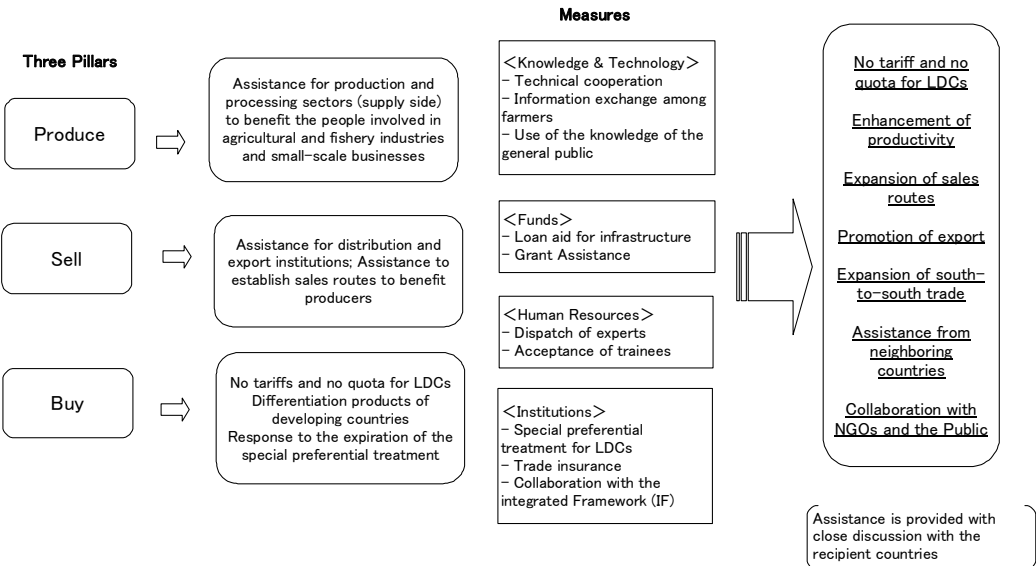 Three Pillars
Produce
Sell
Buy
Assistance for production and
processing sectors (supply side)
to benefit the people involved in
agricultural and fishery industries
and small-scale businesses
Assistance for distribution and
export institutions; Assistance to
establish sales routes to benefit
producers
No tariffs and no quota for LDCs
Differentiation products of
developing countries
Response to the expiration of the
special preferential treatment
Measures
<Knowledge & Technology>
- Technical cooperation
- Information exchange among
farmers
- Use of the knowledge of the
general public
<Funds>
- Loan aid for infrastructure
- Grant Assistance
<Human Resources>
- Dispatch of experts
- Acceptance of trainees
<Institutions>
- Special preferential
treatment for LDCs
- Trade insurance
- Collaboration with the
integrated Framework (IF)
No tariff and no
quota for LDCs
Enhancement of
productivity
Expansion of sales
routes
Promotion of export
Expansion of south-
to-south trade
Assistance from
neighboring
countries
Collaboration with
NGOs and the Public
Assistance is provided with
close discussion with the
recipient countries